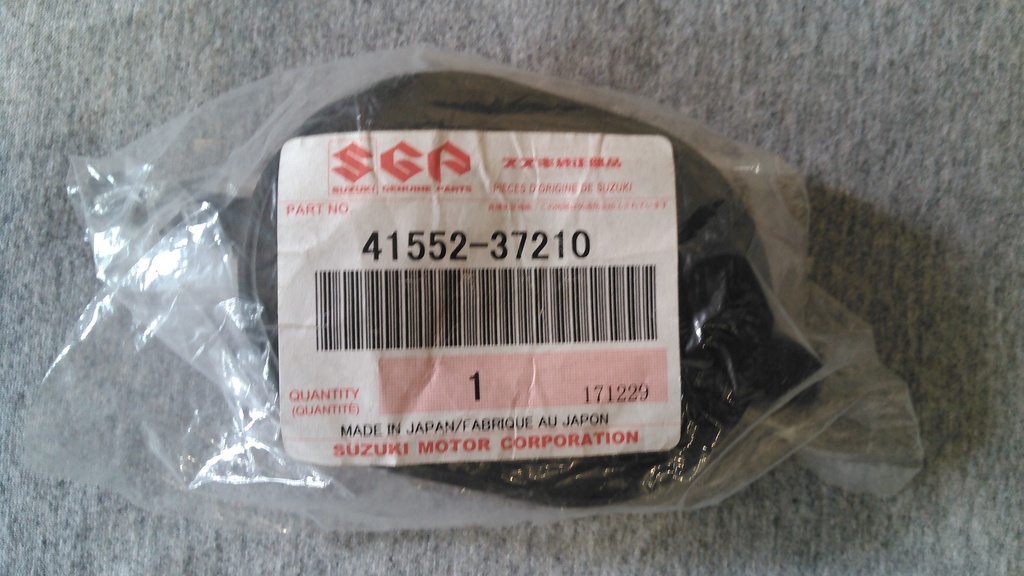 SGP
SUZUKI GENUINE PARTS
スズキ純正部品
PIECES D'ORIGINE DE SUZUKI
PART NO.
41552-37210
QUANTITY
(QUANTITÉ)
1
171229
MADE IN JAPAN/FABRIQUE AU JAPON
SUZUKI MOTOR CORPORATION